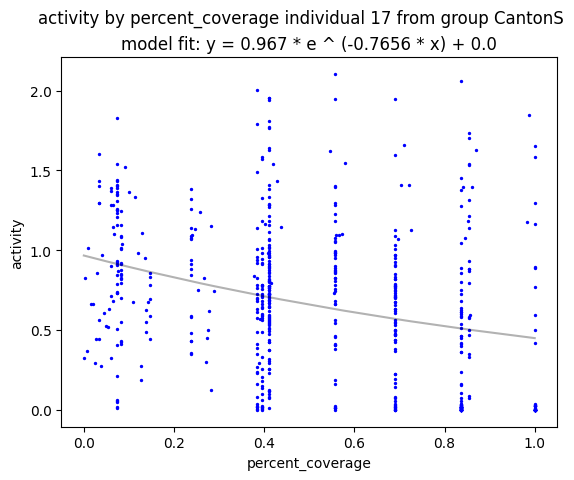 activity by percent_coverage individual 17 from group CantonS
model fit: y = 0.967 * e ^ (-0.7656 * x) + 0.0
2.0
1.5
1.0
0.5
0.0
activity
0.0 0.2 0.4 0.6 0.8 1.0
percent_coverage